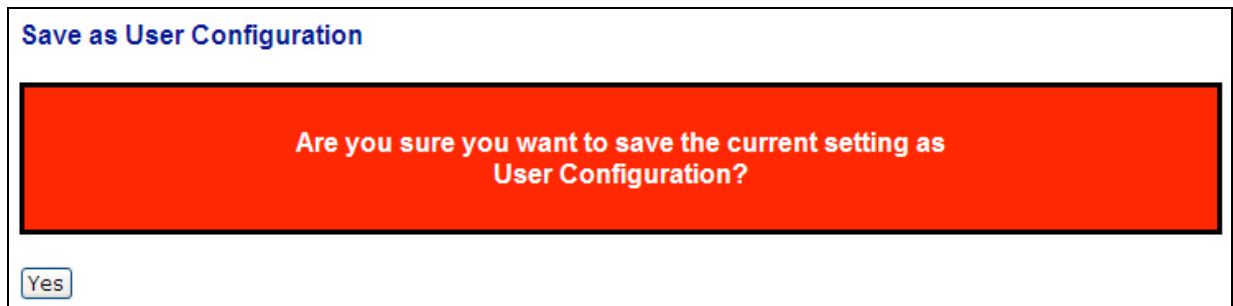 Save as User Configuration
Are you sure you want to save the current setting as
User Configuration?
Yes